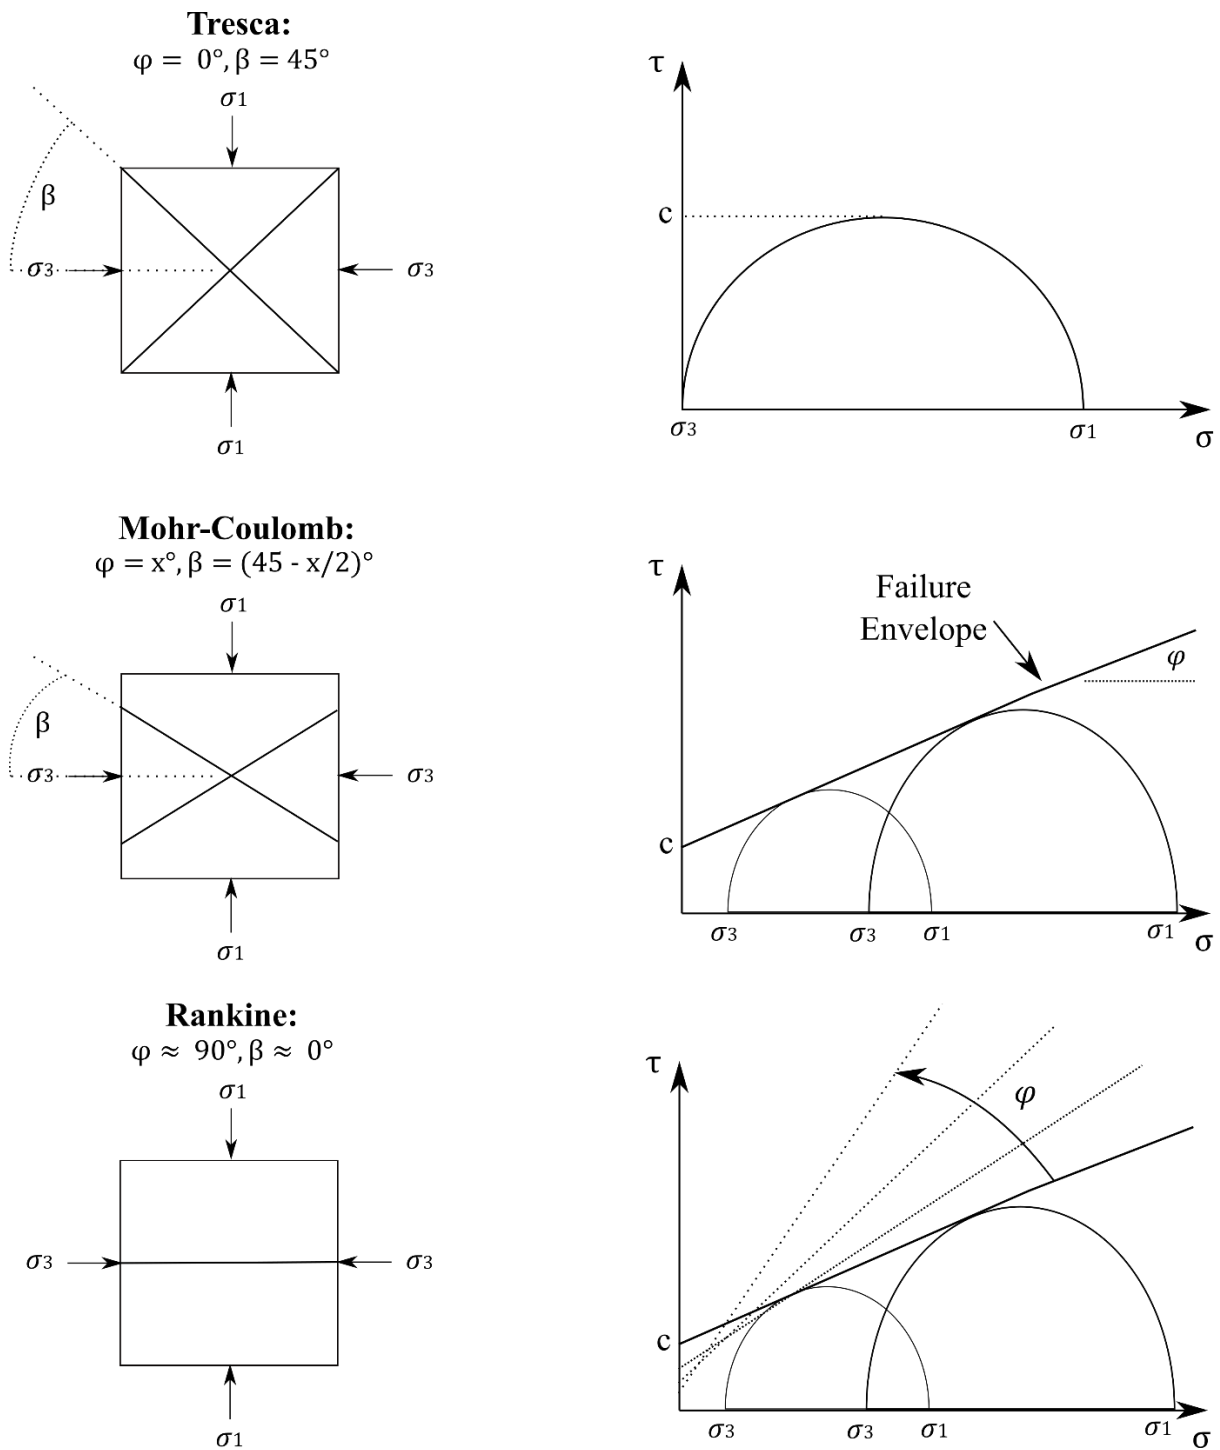 Tresca:
φ = 0°, β = 45°
σ1
β
σ3
σ3
σ1
τ
c
σ3
σ1
σ
Mohr-Coulomb:
φ = x°, β = (45 - x/2)°
σ1
β
σ3
σ3
σ1
τ
Failure
Envelope
φ
c
σ3
σ3
σ1
σ1
σ
Rankine:
φ ≈ 90°, β ≈ 0°
σ1
σ3
σ3
σ1
τ
φ
c
σ3
σ3
σ1
σ1
σ